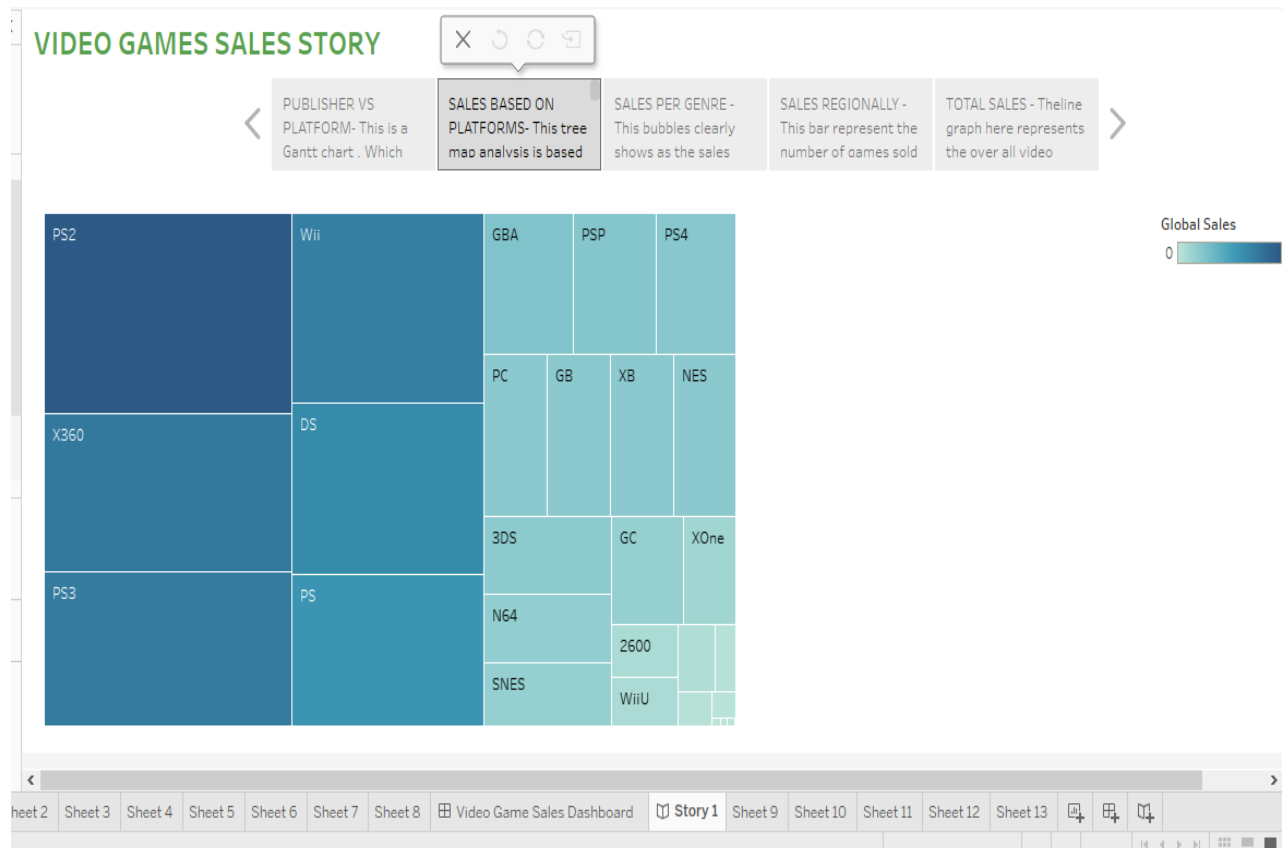 VIDEO GAMES SALES STORY
PUBLISHER VS
PLATFORM- This is a
Gantt chart . Which
SALES BASED ON
PLATFORMS- This tree
map analysis is based
SALES PER GENRE -
This bubbles clearly
shows as the sales
SALES REGIONALLY -
This bar represent the
number of games sold
TOTAL SALES - Theline
graph here represents
the over all video
Global Sales
0
PS2
Wii
GBA
PSP
PS4
X360
DS
PC
GB
XB
NES
PS3
PS
3DS
GC
XOne
N64
2600
SNES
WiiU
heet 2 Sheet 3 Sheet 4 Sheet 5 Sheet 6 Sheet 7 Sheet 8 Video Game Sales Dashboard Story 1 Sheet 9 Sheet 10 Sheet 11 Sheet 12 Sheet 13